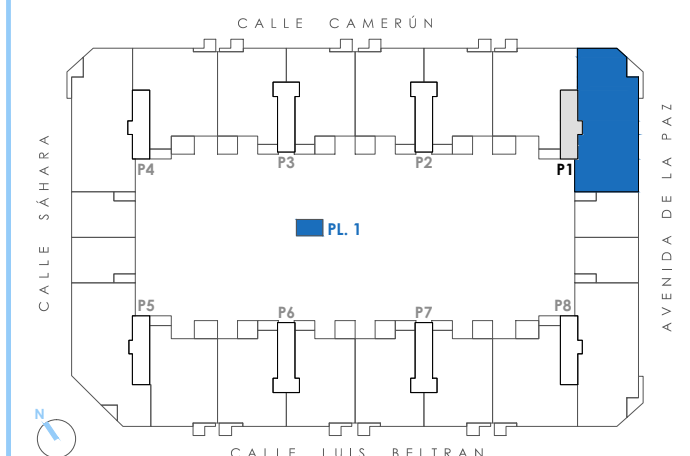 CALLE CAMERÚN
CALLE SÁHARA
AVENIDA DE LA PAZ
P4
P3
P2
P1
PL. 1
P5
P6
P7
P8
N
CALLE LUIS BELTRAN